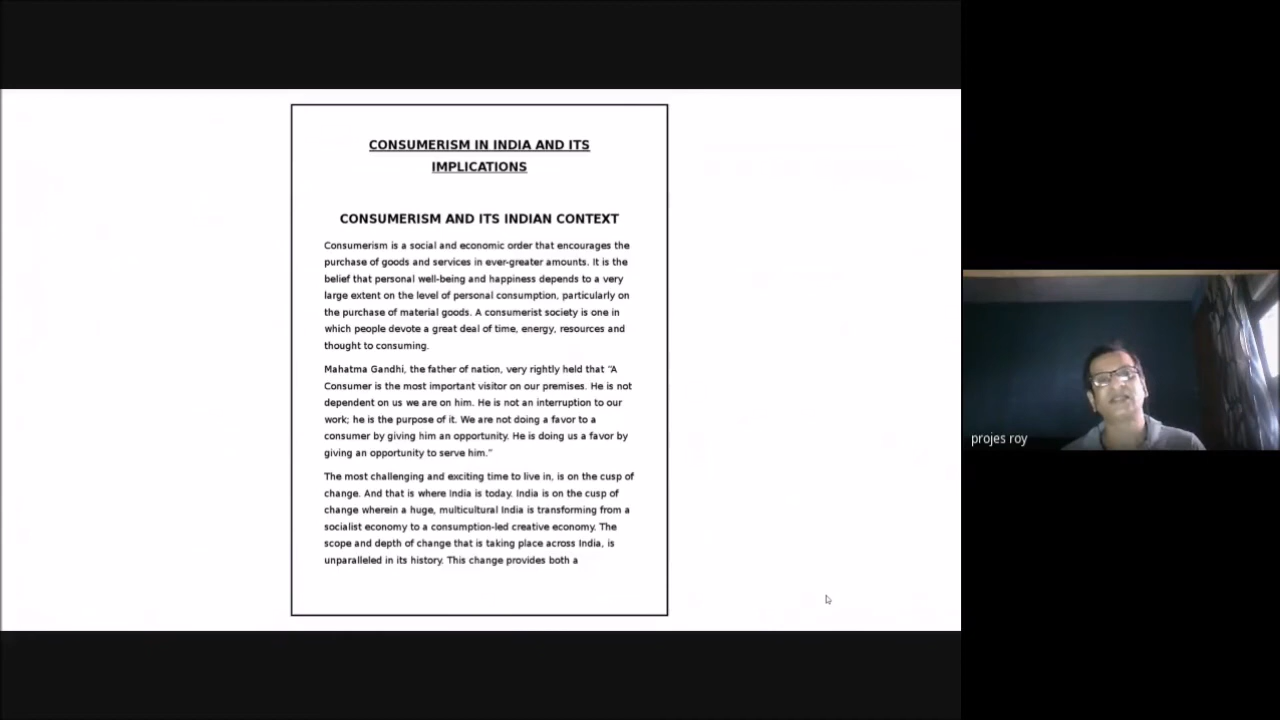 CONSUMERISM IN INDIA AND ITS
IMPLICATIONS
CONSUMERISM AND ITS INDIAN CONTEXT
Consumerism is a social and economic order that encourages the
purchase of goods and services in ever-greater amounts. It is the
belief that personal well-being and happiness depends to a very
large extent on the level of personal consumption, particularly on
the purchase of material goods. A consumerist society is one in
which people devote a great deal of time, energy, resources and
thought to consuming.
Mahatma Gandhi, the father of nation, very rightly held that “A
Consumer is the most important visitor on our premises. He is not
dependent on us we are on him. He is not an interruption to our
work; he is the purpose of it. We are not doing a favor to a
consumer by giving him an opportunity. He is doing us a favor by
giving an opportunity to serve him.”
The most challenging and exciting time to live in, is on the cusp of
change. And that is where India is today. India is on the cusp of
change wherein a huge, multicultural India is transforming from a
socialist economy to a consumption-led creative economy. The
scope and depth of change that is taking place across India, is
unparalleled in its history. This change provides both a
projes roy